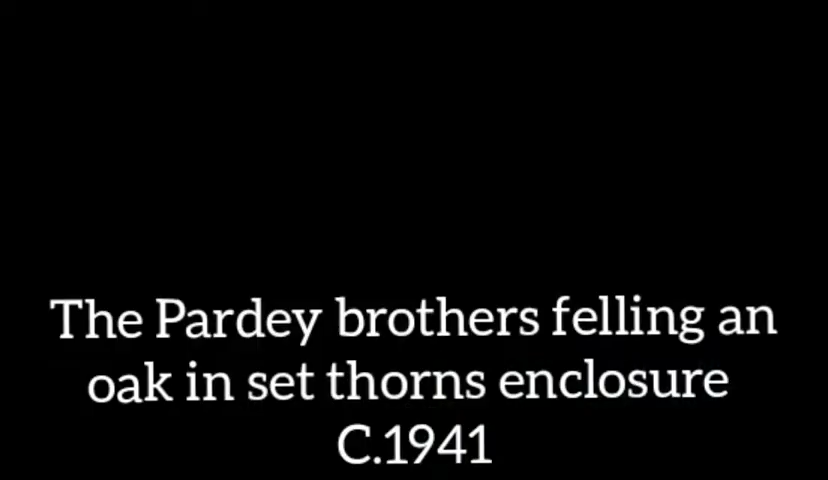 The Pardey brothers felling an
oak in set thorns enclosure
C.1941